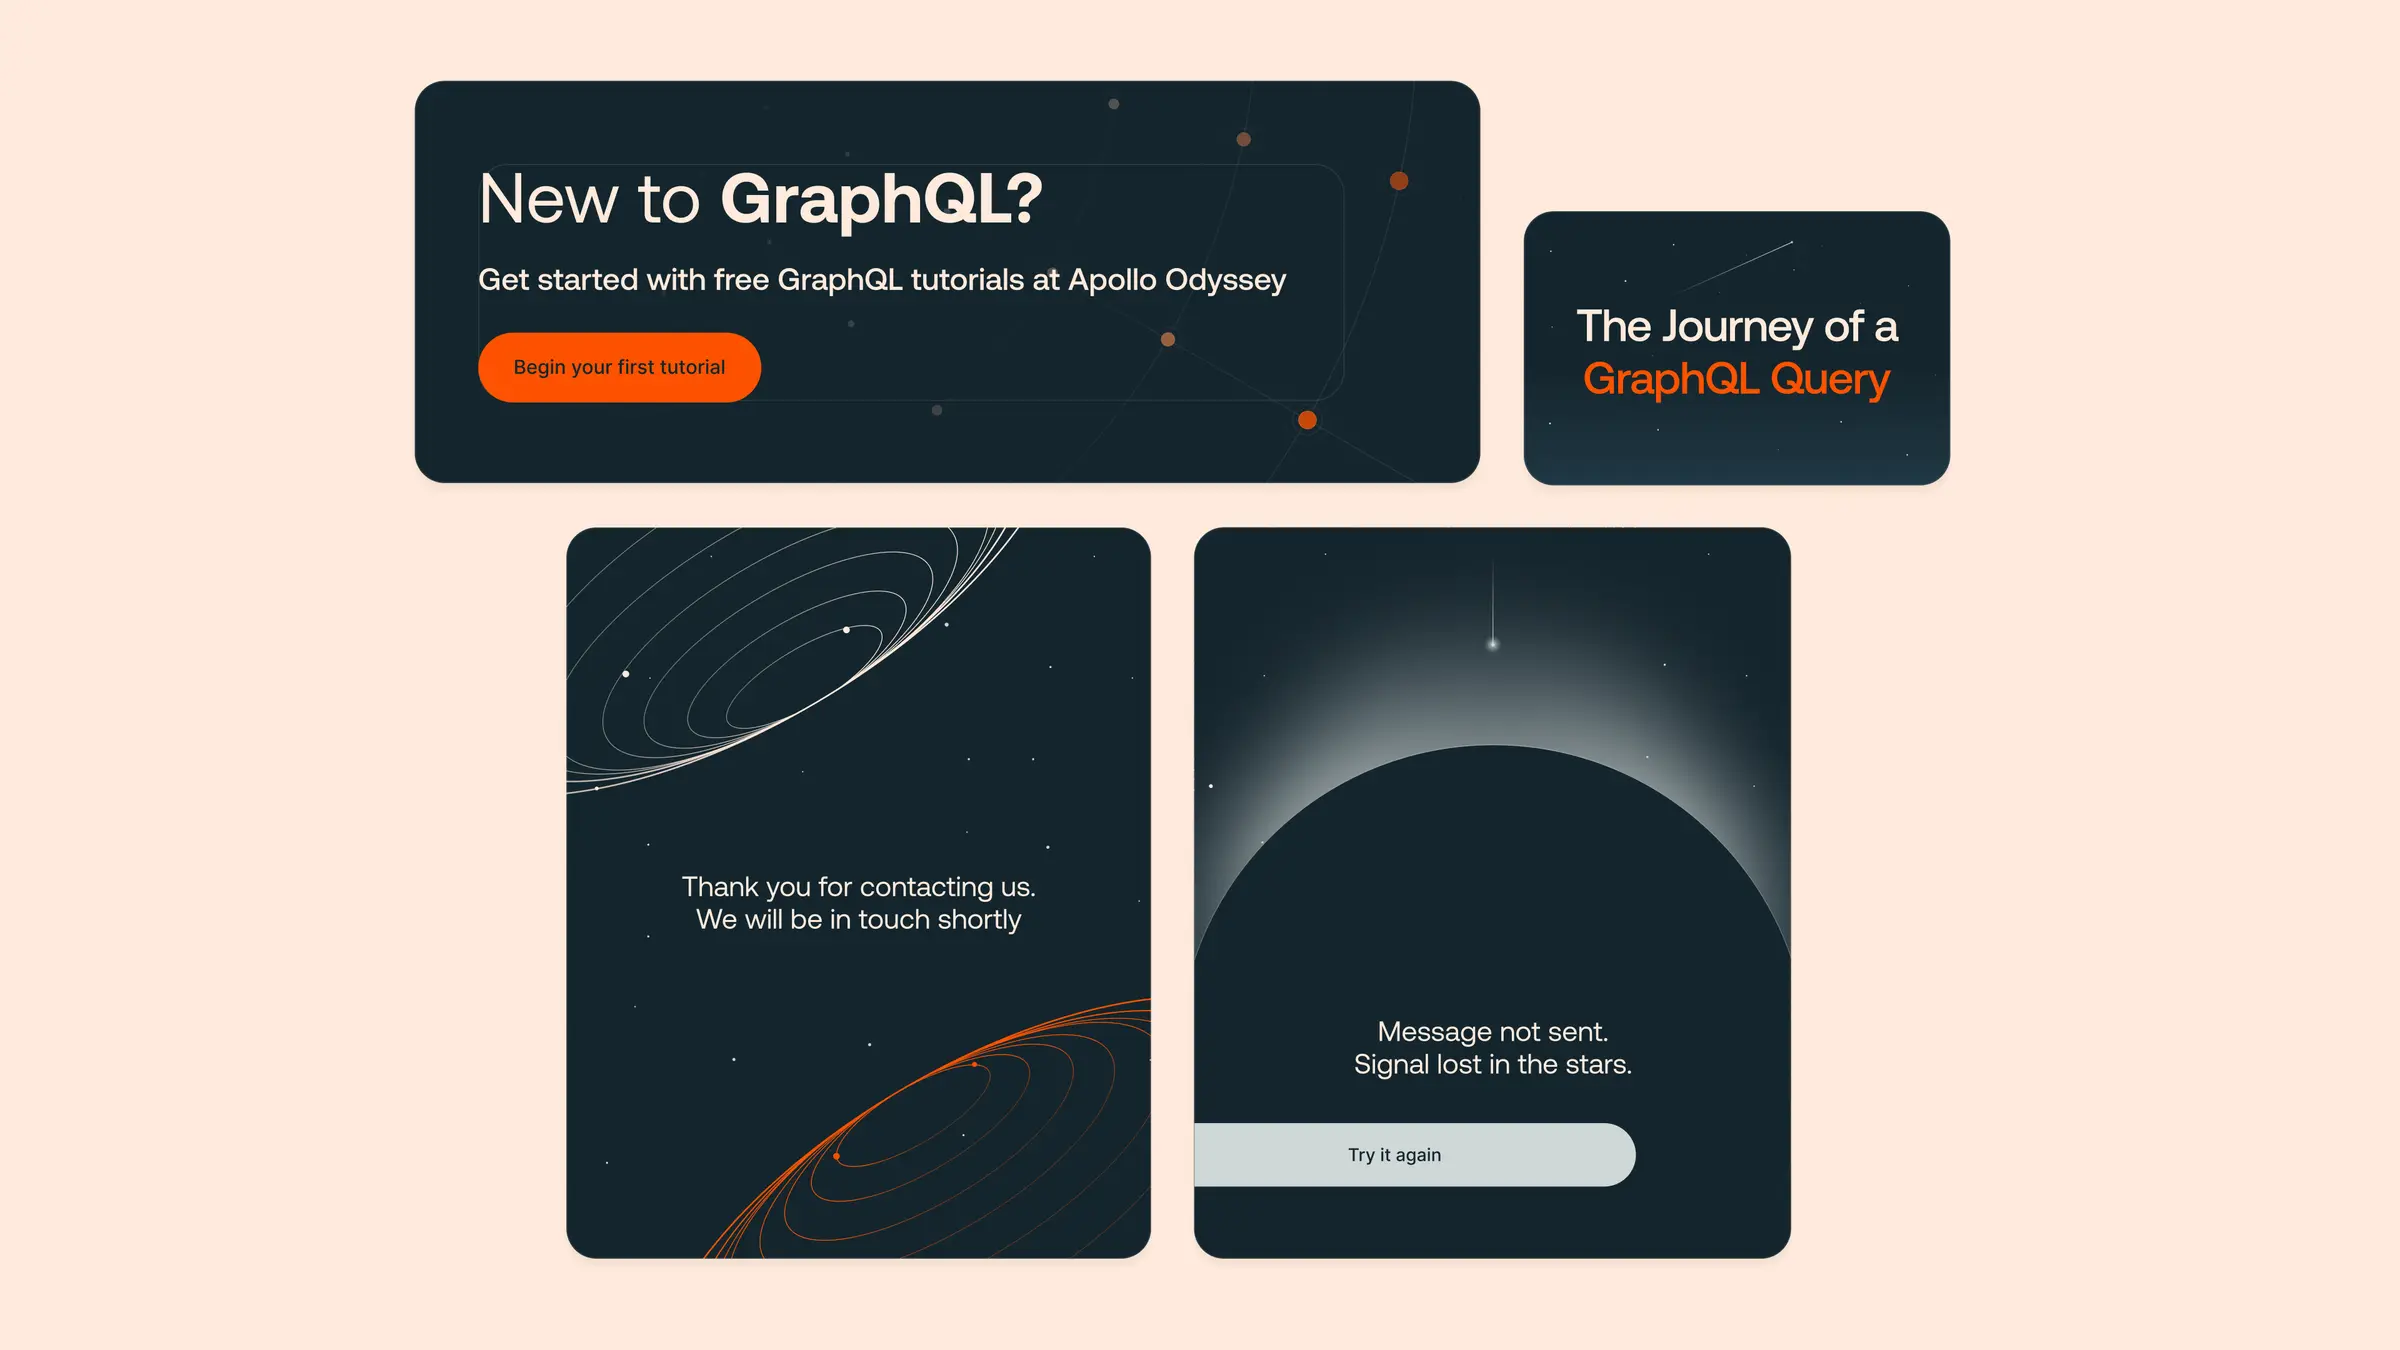 New to GraphQL?
Get started with free GraphQL tutorials at Apollo Odyssey
Begin your first tutorial
The Journey of a
GraphQL Query
Thank you for contacting us.
We will be in touch shortly
Message not sent.
Signal lost in the stars.
Try it again